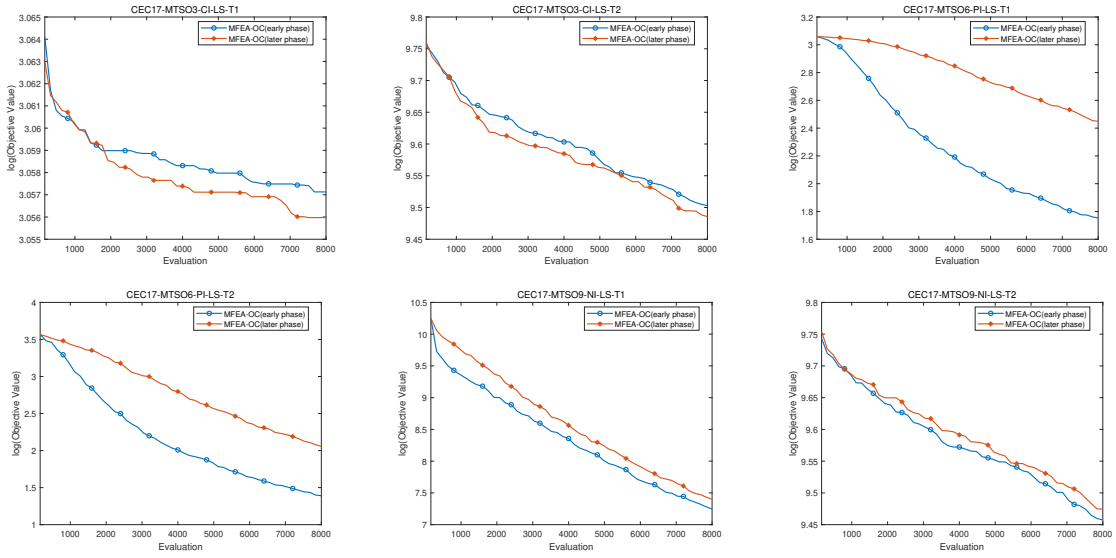 CEC17-MTSO3-CI-LS-T1
3.065
3.064
3.063
3.062
3.061
3.06
3.059
3.058
3.057
3.056
3.055
log(Objective Value)
MFEA-OC(early phase)
MFEA-OC(later phase)
1000 2000 3000 4000 5000 6000 7000 8000
Evaluation
CEC17-MTSO3-CI-LS-T2
9.8
9.75
9.7
9.65
9.6
9.55
9.5
9.45
log(Objective Value)
MFEA-OC(early phase)
MFEA-OC(later phase)
1000 2000 3000 4000 5000 6000 7000 8000
Evaluation
CEC17-MTSO6-PI-LS-T1
3.2
3
2.8
2.6
2.4
2.2
2
1.8
1.6
log(Objective Value)
MFEA-OC(early phase)
MFEA-OC(later phase)
1000 2000 3000 4000 5000 6000 7000 8000
Evaluation
CEC17-MTSO6-PI-LS-T2
4
3.5
3
2.5
2
1.5
1
log(Objective Value)
MFEA-OC(early phase)
MFEA-OC(later phase)
1000 2000 3000 4000 5000 6000 7000 8000
Evaluation
CEC17-MTSO9-NI-LS-T1
10.5
10
9.5
9
8.5
8
7.5
7
log(Objective Value)
MFEA-OC(early phase)
MFEA-OC(later phase)
1000 2000 3000 4000 5000 6000 7000 8000
Evaluation
CEC17-MTSO9-NI-LS-T2
9.8
9.75
9.7
9.65
9.6
9.55
9.5
9.45
log(Objective Value)
MFEA-OC(early phase)
MFEA-OC(later phase)
1000 2000 3000 4000 5000 6000 7000 8000
Evaluation